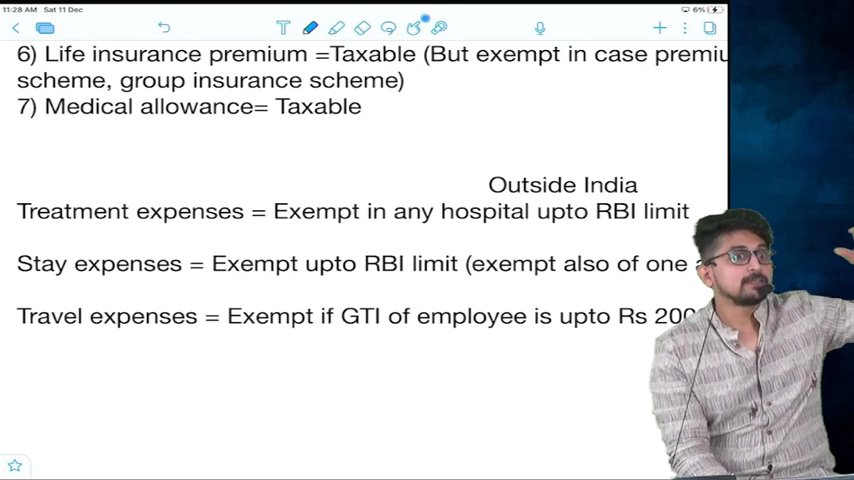 11:28 AM Sat 11 Dec 6%
6) Life insurance premium =Taxable (But exempt in case
scheme, group insurance scheme)
7) Medical allowance= Taxable
Outside India
Treatment expenses = Exempt in any hospital upto RBI limit
Stay expenses = Exempt upto RBI limit (exempt also of one
Travel expenses = Exempt if GTI of employee is upto Rs